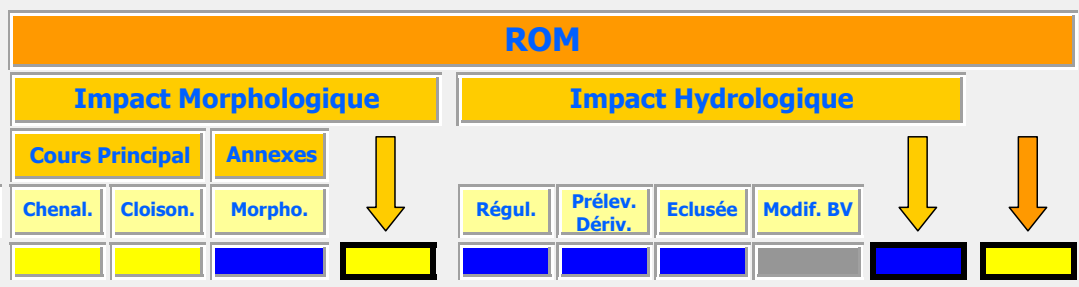 ROM
Impact Morphologique
Impact Hydrologique
Cours Principal
Annexes
Chenal.
Cloison.
Morpho.
Régul.
Prélev.
Dériv.
Eclusée
Modif. BV